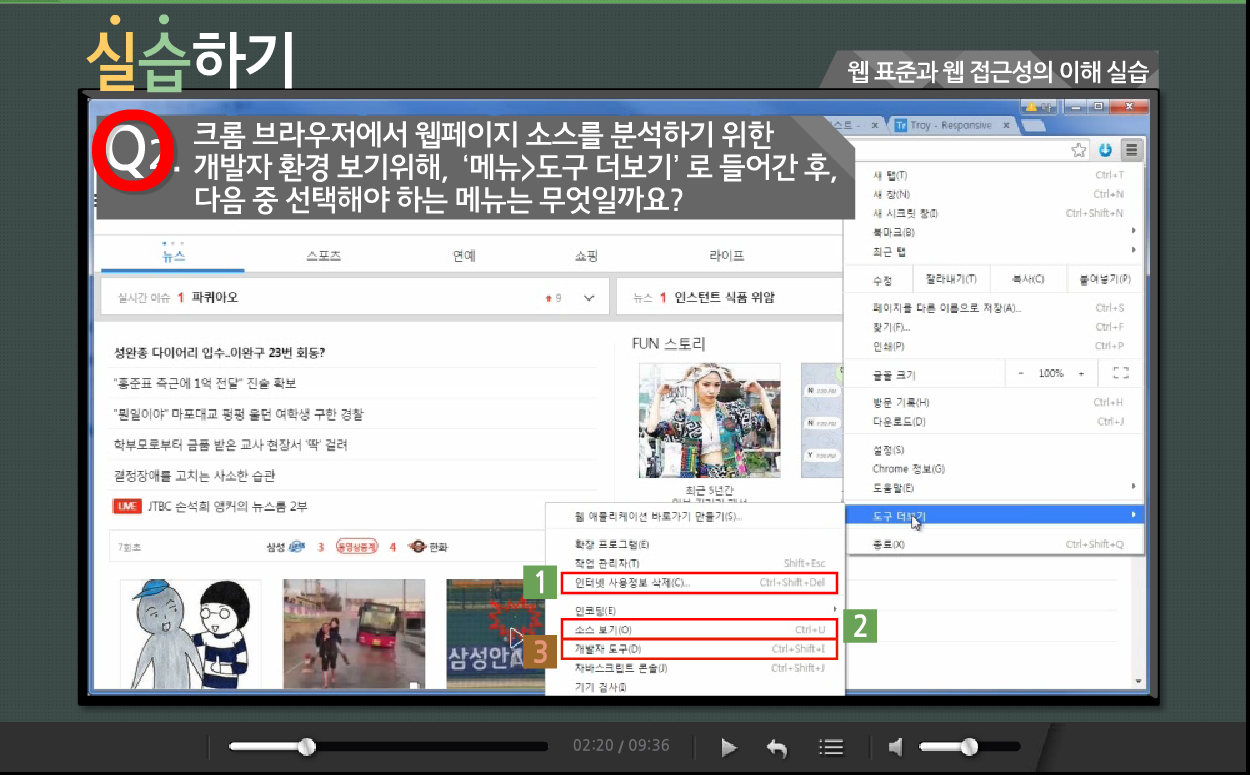 실습하기
웹 표준과 웹 접근성의 이해 실습
Q2. 크롬 브라우저에서 웹페이지 소스를 분석하기 위한
개발자 환경 보기위해, ‘메뉴>도구 더보기’ 로 들어간 후,
다음 중 선택해야 하는 메뉴는 무엇일까요?
Troy - Responsive
새 탭(T) Ctrl+T
새 창(N) Ctrl+N
새 시크릿 창(I) Ctrl+Shift+N
북마크(B)
최근 탭
수정 잘라내기(T) 복사(C) 붙여넣기(P)
페이지를 다른 이름으로 저장(A)... Ctrl+S
찾기(F)... Ctrl+F
인쇄(P) Ctrl+P
글꼴 크기 - 100% +
방문 기록(H) Ctrl+H
다운로드(D) Ctrl+J
설정(S)
Chrome 정보(G)
도움말(E)
도구 더보기
종료(X) Ctrl+Shift+Q
뉴스 스포츠 연예 쇼핑 라이프
실시간 이슈 1 파퀴아오 9
뉴스 1 인스턴트 식품 위암
성완종 다이어리 입수..이완구 23번 회동?
"홍준표 측근에 1억 전달" 진술 확보
"뭔일이야" 마포대교 펑펑 울던 여학생 구한 경찰
학부모로부터 금품 받은 교사 현장서 '딱' 걸려
결정장애를 고치는 사소한 습관
LIVE JTBC 손석희 앵커의 뉴스룸 2부
7회초 삼성 3 동영상중계 4 한화
FUN 스토리
최근 5년간
삼성안
웹 애플리케이션 바로가기 만들기(S)...
확장 프로그램(E)
작업 관리자(T) Shift+Esc
1 인터넷 사용정보 삭제(C)... Ctrl+Shift+Del
인코딩(E)
소스 보기(O) Ctrl+U 2
3 개발자 도구(D) Ctrl+Shift+I
자바스크립트 콘솔(J) Ctrl+Shift+J
기기 검사(I)
02:20 / 09:36